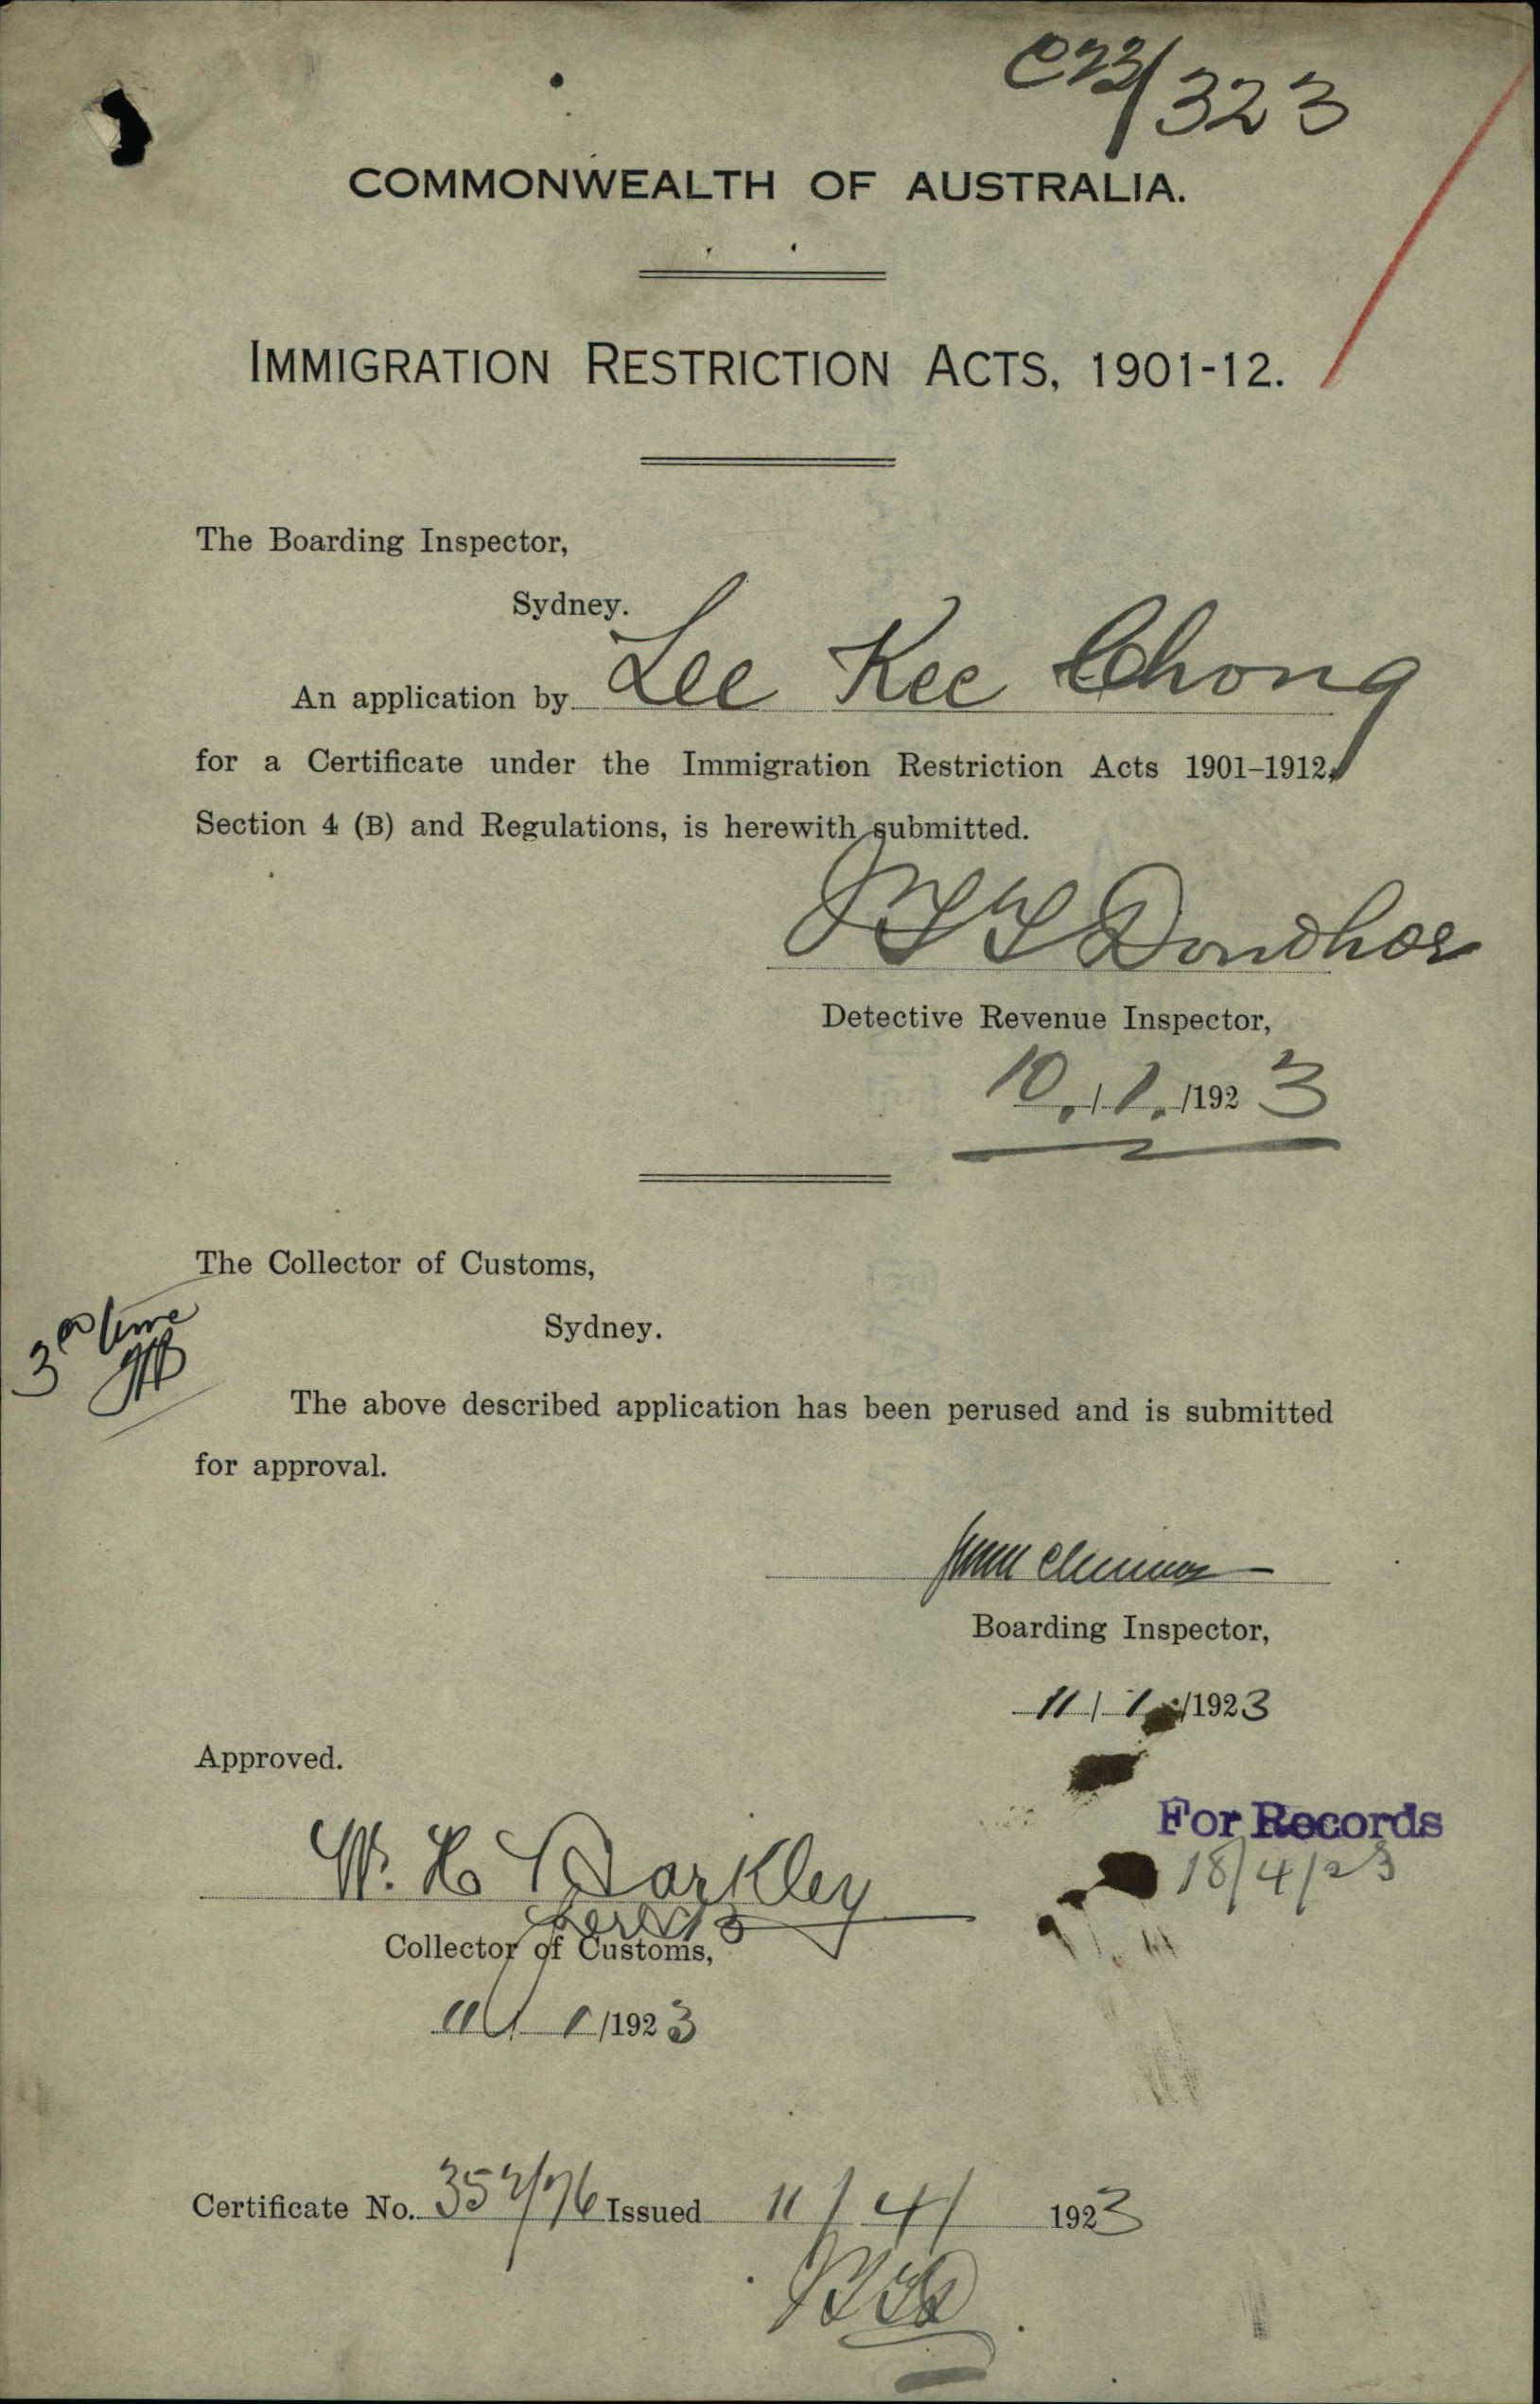 C23/323
COMMONWEALTH OF AUSTRALIA.
IMMIGRATION RESTRICTION ACTS, 1901-12.
The Boarding Inspector,
Sydney.
An application by Lee Kee Chong
for a Certificate under the Immigration Restriction Acts 1901–1912,
Section 4 (B) and Regulations, is herewith submitted.
Donohoe
Detective Revenue Inspector,
10/1/1923
The Collector of Customs,
3rd time
Sydney.
The above described application has been perused and is submitted
for approval.
Boarding Inspector,
11/1/1923
Approved.
For Records
18/4/23
W. H. Barkley
Collector of Customs,
11/1/1923
Certificate No. 357/76 Issued 11/4/1923